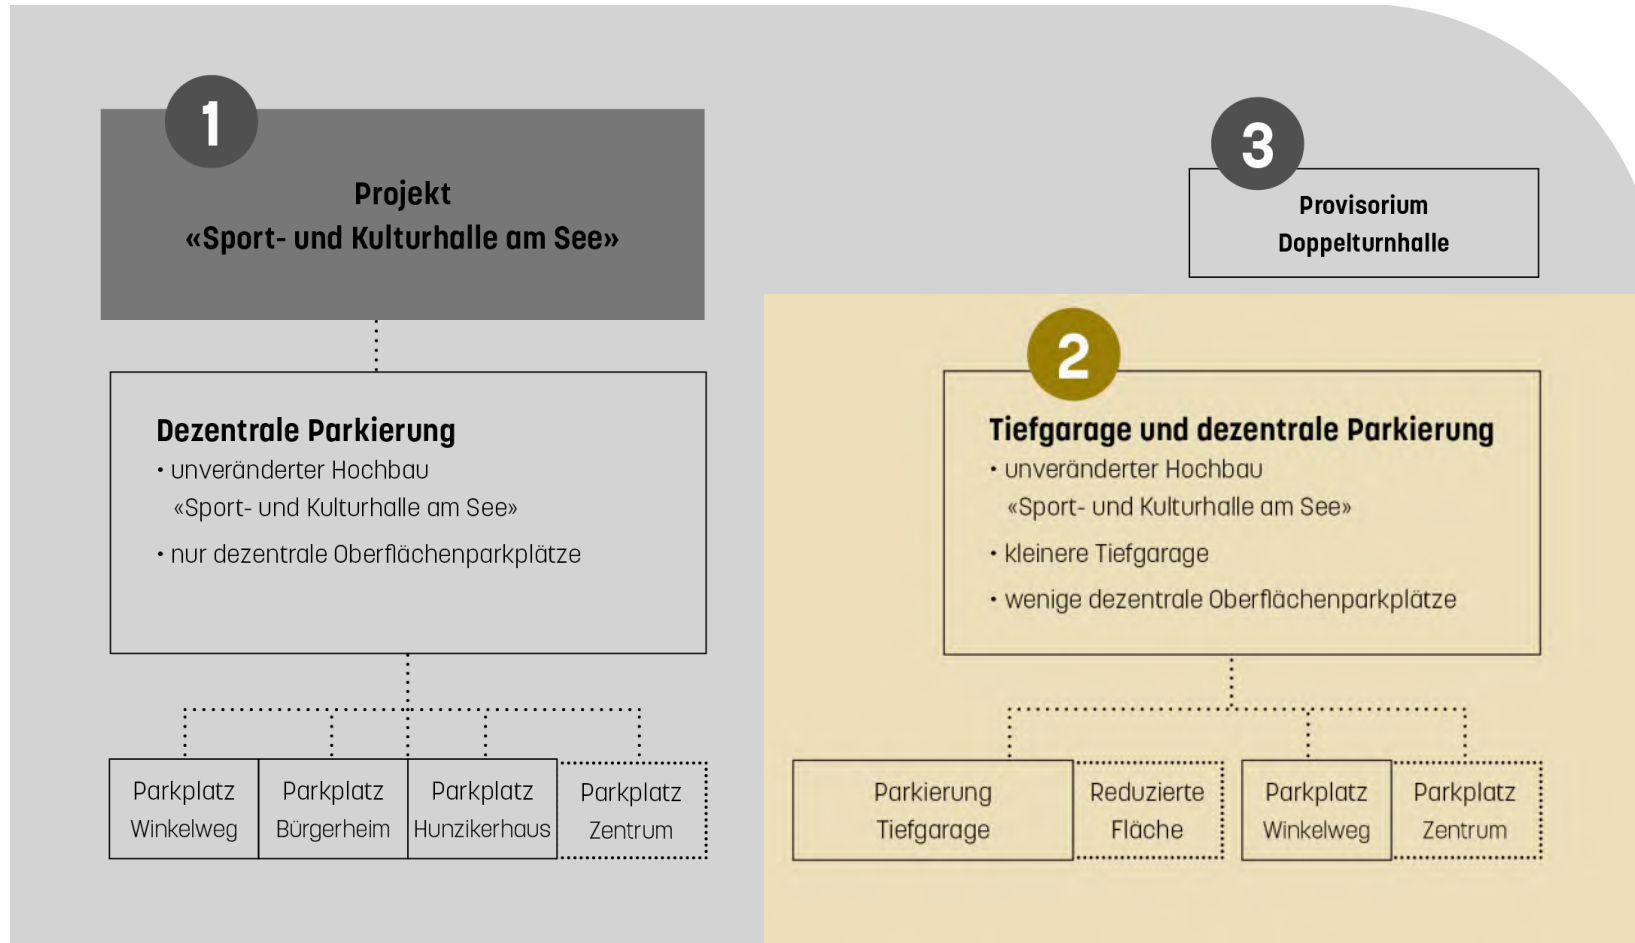 1
Projekt
«Sport- und Kulturhalle am See»
Dezentrale Parkierung
• unveränderter Hochbau
«Sport- und Kulturhalle am See»
• nur dezentrale Oberflächenparkplätze
Parkplatz
Winkelweg
Parkplatz
Bürgerheim
Parkplatz
Hunzikerhaus
Parkplatz
Zentrum
3
Provisorium
Doppelturnhalle
2
Tiefgarage und dezentrale Parkierung
• unveränderter Hochbau
«Sport- und Kulturhalle am See»
• kleinere Tiefgarage
• wenige dezentrale Oberflächenparkplätze
Parkierung
Tiefgarage
Reduzierte
Fläche
Parkplatz
Winkelweg
Parkplatz
Zentrum